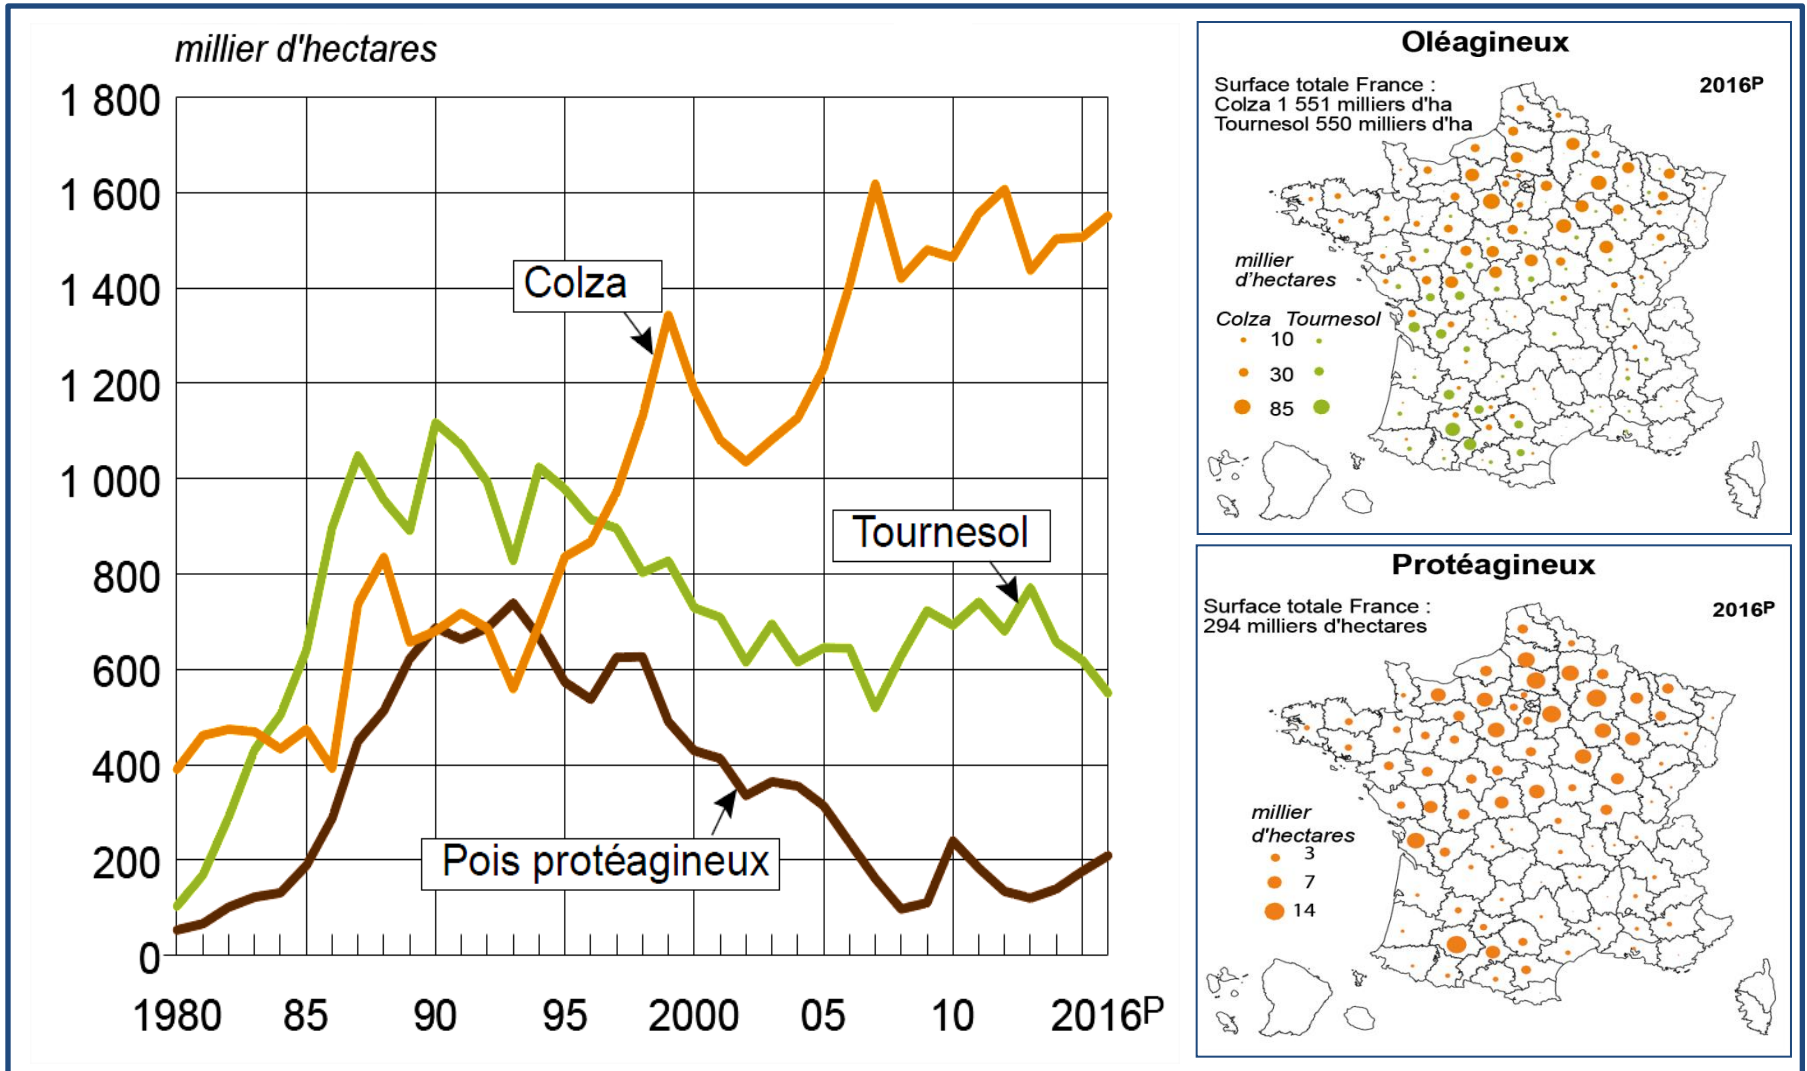 millier d'hectares
1 800
1 600
1 400
1 200
1 000
800
600
400
200
0
1980 85 90 95 2000 05 10 2016P
Colza
Tournesol
Pois protéagineux
Oléagineux
Surface totale France :
2016P
Colza 1 551 milliers d'ha
Tournesol 550 milliers d'ha
millier
d'hectares
Colza Tournesol
10
30
85
Protéagineux
Surface totale France :
2016P
294 milliers d'hectares
millier
d'hectares
3
7
14